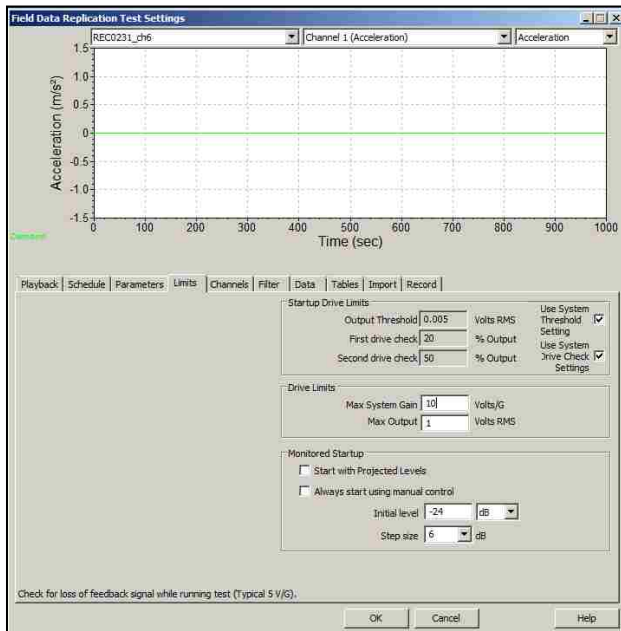 Field Data Replication Test Settings
REC0231_ch6 Channel 1 (Acceleration) Acceleration
Acceleration (m/s²)
1.5
1.0
0.5
0
-0.5
-1.0
-1.5
0 100 200 300 400 500 600 700 800 900 1000
Time (sec)
Demand
Playback Schedule Parameters Limits Channels Filter Data Tables Import Record
Startup Drive Limits
Output Threshold 0.005 Volts RMS
Use System Threshold Setting
First drive check 20 % Output
Second drive check 50 % Output
Use System Drive Check Settings
Drive Limits
Max System Gain 10 Volts/G
Max Output 1 Volts RMS
Monitored Startup
Start with Projected Levels
Always start using manual control
Initial level -24 dB
Step size 6 dB
Check for loss of feedback signal while running test (Typical 5 V/G).
OK Cancel Help